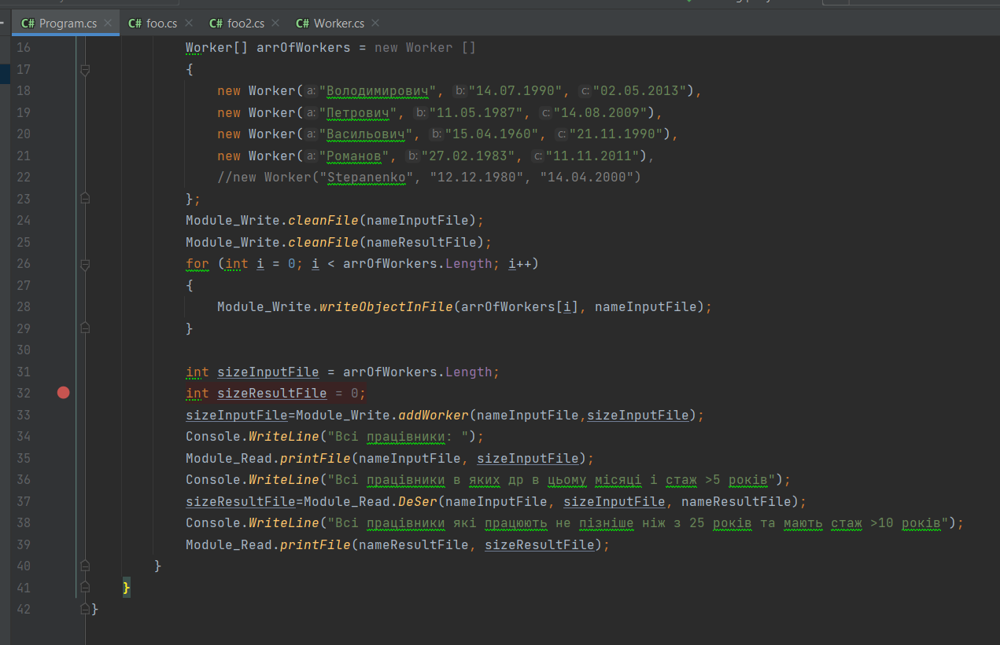 C# Program.cs C# foo.cs C# foo2.cs C# Worker.cs
16 Worker[] arrOfWorkers = new Worker []
17 {
18 new Worker(a:"Володимирович", b:"14.07.1990", c:"02.05.2013"),
19 new Worker(a:"Петрович", b:"11.05.1987", c:"14.08.2009"),
20 new Worker(a:"Васильович", b:"15.04.1960", c:"21.11.1990"),
21 new Worker(a:"Романов", b:"27.02.1983", c:"11.11.2011"),
22 //new Worker("Stepanenko", "12.12.1980", "14.04.2000")
23 };
24 Module_Write.cleanFile(nameInputFile);
25 Module_Write.cleanFile(nameResultFile);
26 for (int i = 0; i < arrOfWorkers.Length; i++)
27 {
28 Module_Write.writeObjectInFile(arrOfWorkers[i], nameInputFile);
29 }
30
31 int sizeInputFile = arrOfWorkers.Length;
32 int sizeResultFile = 0;
33 sizeInputFile=Module_Write.addWorker(nameInputFile,sizeInputFile);
34 Console.WriteLine("Всі працівники: ");
35 Module_Read.printFile(nameInputFile, sizeInputFile);
36 Console.WriteLine("Всі працівники в яких др в цьому місяці і стаж >5 років");
37 sizeResultFile=Module_Read.DeSer(nameInputFile, sizeInputFile, nameResultFile);
38 Console.WriteLine("Всі працівники які працюють не пізніше ніж з 25 років та мають стаж >10 років");
39 Module_Read.printFile(nameResultFile, sizeResultFile);
40 }
41 }
42 }